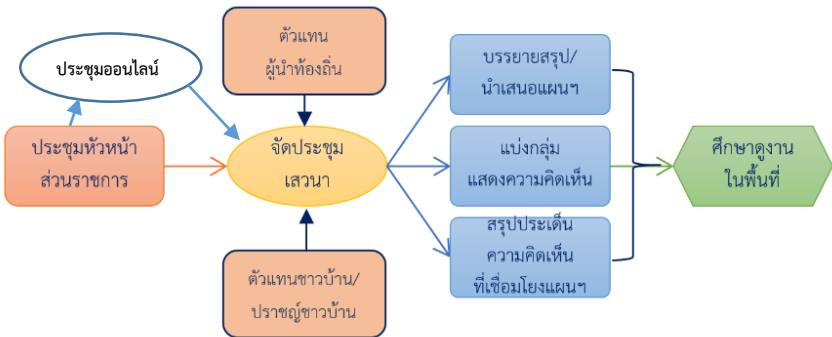 ประชุมออนไลน์
ประชุมหัวหน้า
ส่วนราชการ
ตัวแทน
ผู้นำท้องถิ่น
จัดประชุม
เสวนา
ตัวแทนชาวบ้าน/
ปราชญ์ชาวบ้าน
บรรยายสรุป/
นำเสนอแผนฯ
แบ่งกลุ่ม
แสดงความคิดเห็น
สรุปประเด็น
ความคิดเห็น
ที่เชื่อมโยงแผนฯ
ศึกษาดูงาน
ในพื้นที่